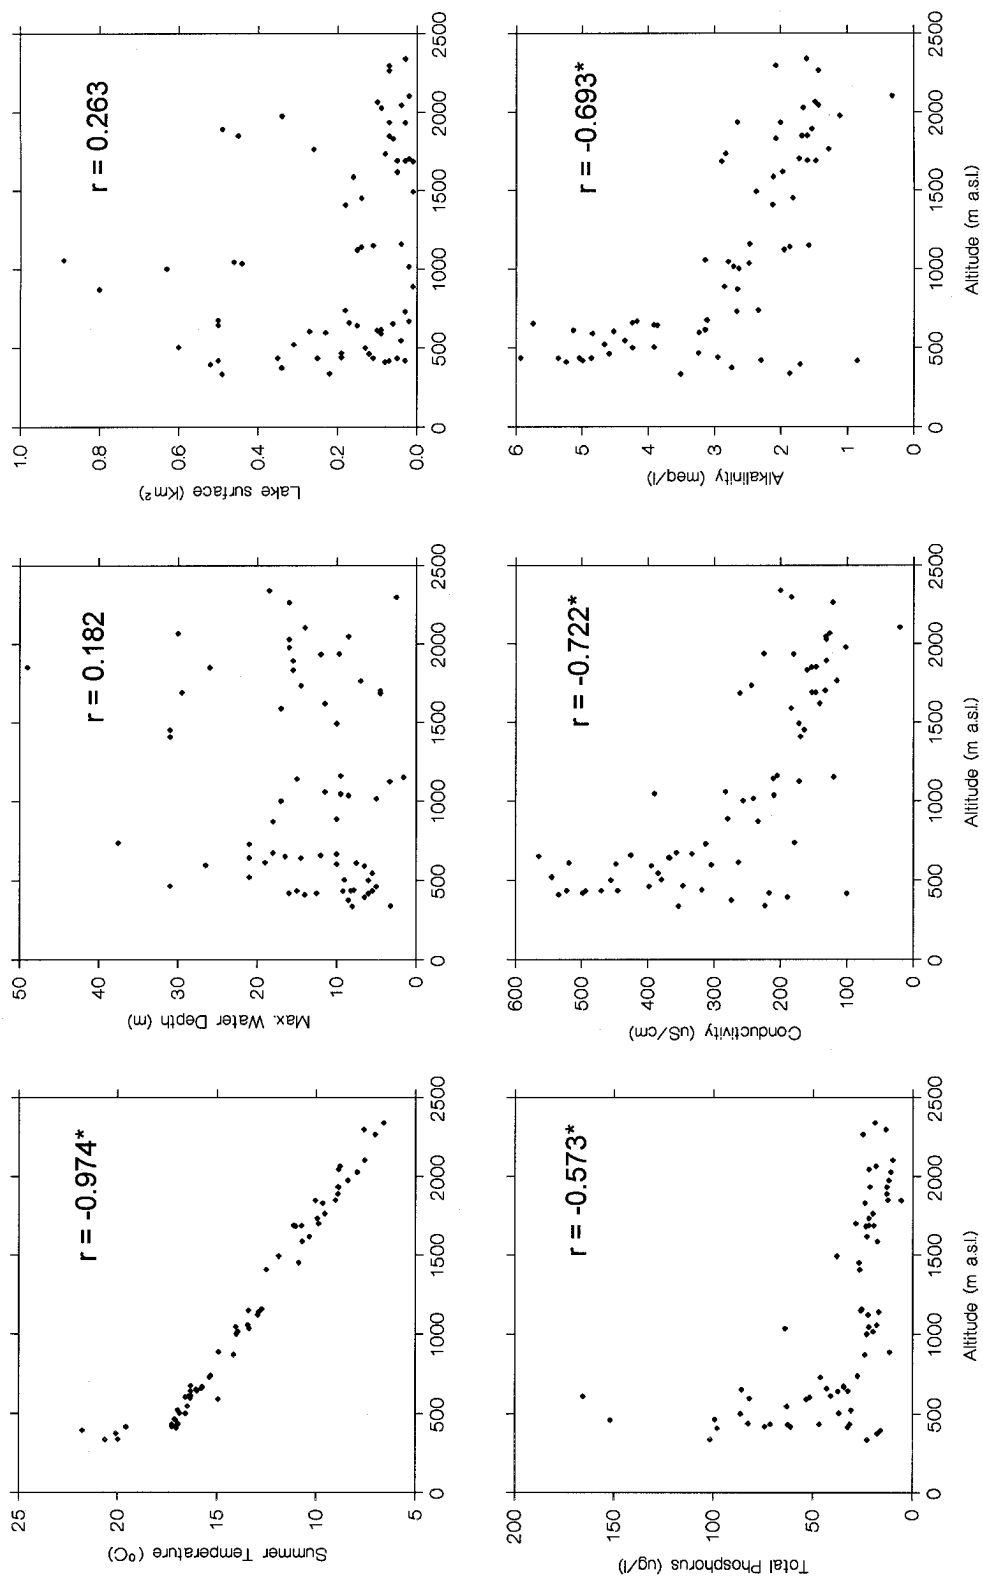 Summer Temperature (ºC)
25
20
15
10
5
r = -0.974*
0 500 1000 1500 2000 2500
Max. Water Depth (m)
50
40
30
20
10
0
r = 0.182
0 500 1000 1500 2000 2500
Lake surface (Km²)
1.0
0.8
0.6
0.4
0.2
0.0
r = 0.263
0 500 1000 1500 2000 2500
Total Phosphorus (ug/l)
200
150
100
50
0
r = -0.573*
0 500 1000 1500 2000 2500
Altitude (m a.s.l.)
Conductivity (uS/cm)
600
500
400
300
200
100
r = -0.722*
0 500 1000 1500 2000 2500
Altitude (m a.s.l.)
Alkalinity (meq/l)
6
5
4
3
2
1
0
r = -0.693*
0 500 1000 1500 2000 2500
Altitude (m a.s.l.)